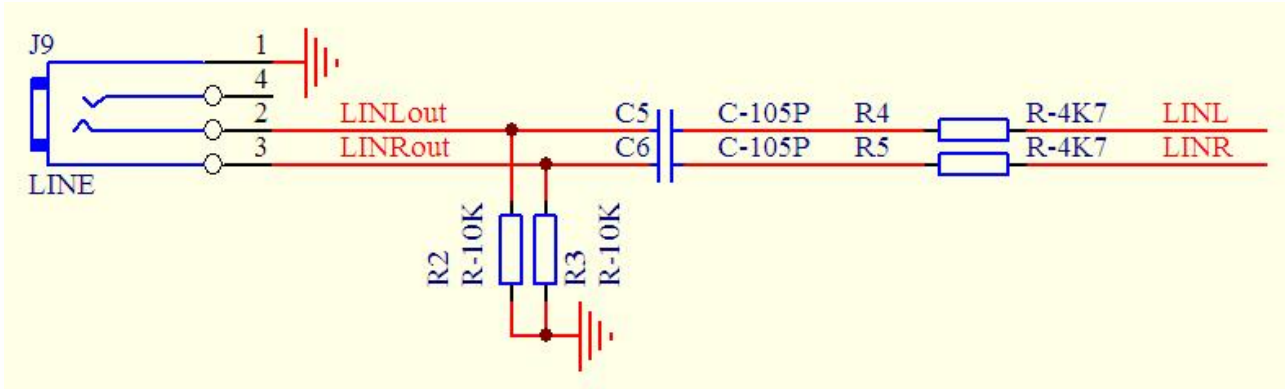 J9 1
4
2 LINLout C5 C-105P R4 R-4K7 LINL
3 LINRout C6 C-105P R5 R-4K7 LINR
LINE
R2 R-10K R3 R-10K